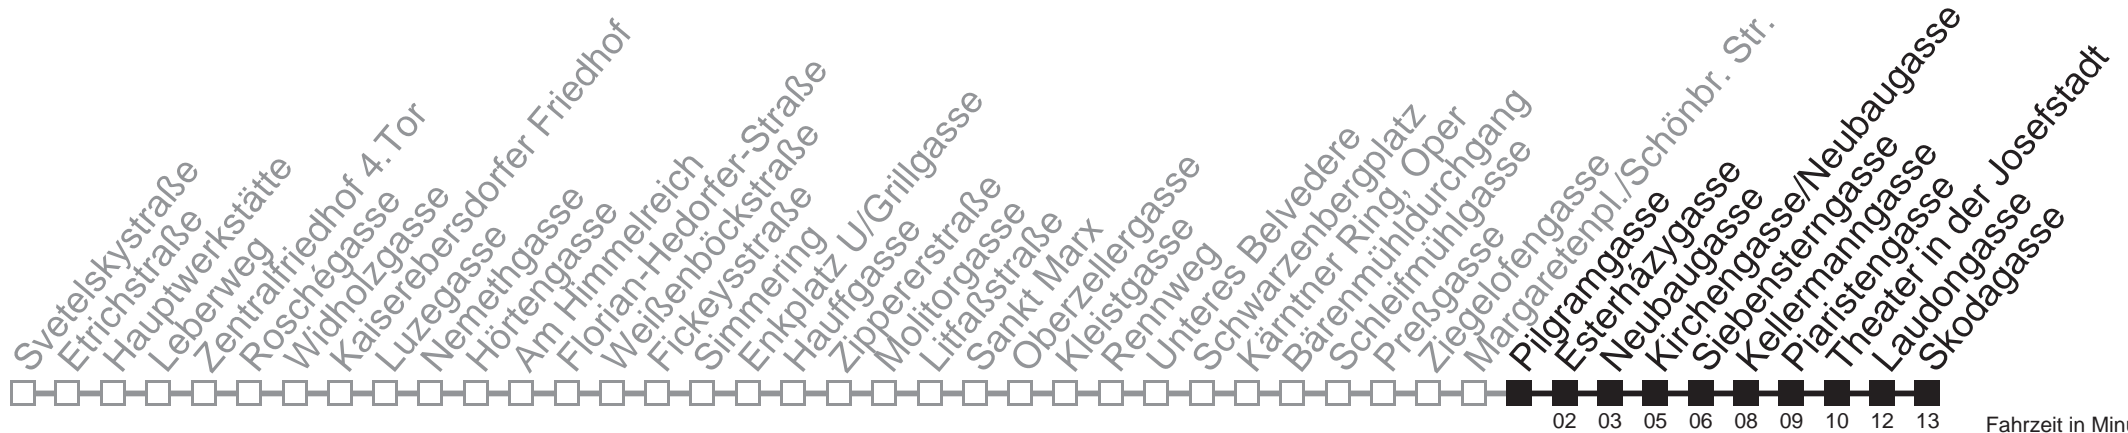 Svetelskystraße
Etrichstraße
Hauptwerkstätte
Leberweg
Zentralfriedhof 4.Tor
Roschégasse
Widholzgasse
Kaiserebersdorfer Friedhof
Luzegasse
Nemethgasse
Hörtengasse
Am Himmelreich
Florian-Hedorfer-Straße
Weißenböckstraße
Fickeysstraße
Simmering
Enkplatz U/Grillgasse
Hauffgasse
Zippererstraße
Molitorgasse
Litfaßstraße
Sankt Marx
Oberzellergasse
Kleistgasse
Rennweg
Unteres Belvedere
Schwarzenbergplatz
Kärntner Ring, Oper
Bärenmühldurchgang
Schleifmühlgasse
Preßgasse
Ziegelofengasse
Margaretenpl./Schönbr. Str.
Pilgramgasse
Esterházygasse
Neubaugasse
Kirchengasse/Neubaugasse
Siebensterngasse
Kellermanngasse
Piaristengasse
Theater in der Josefstadt
Laudongasse
Skodagasse
02 03 05 06 08 09 10 12 13
Fahrzeit in Min